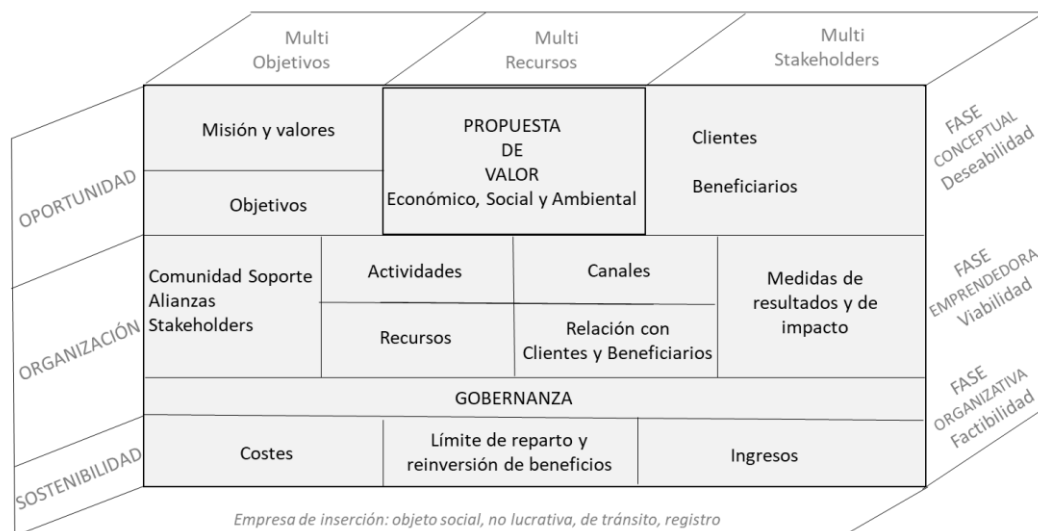 Multi
Objetivos
Multi
Recursos
Multi
Stakeholders
OPORTUNIDAD
Misión y valores
Objetivos
PROPUESTA
DE
VALOR
Económico, Social y Ambiental
Clientes
Beneficiarios
FASE
CONCEPTUAL
Deseabilidad
ORGANIZACIÓN
Comunidad Soporte
Alianzas
Stakeholders
Actividades
Canales
Recursos
Relación con
Clientes y Beneficiarios
Medidas de
resultados y de
impacto
FASE
EMPRENDEDORA
Viabilidad
GOBERNANZA
FASE
ORGANIZATIVA
Factibilidad
SOSTENIBILIDAD
Costes
Límite de reparto y
reinversión de beneficios
Ingresos
Empresa de inserción: objeto social, no lucrativa, de tránsito, registro